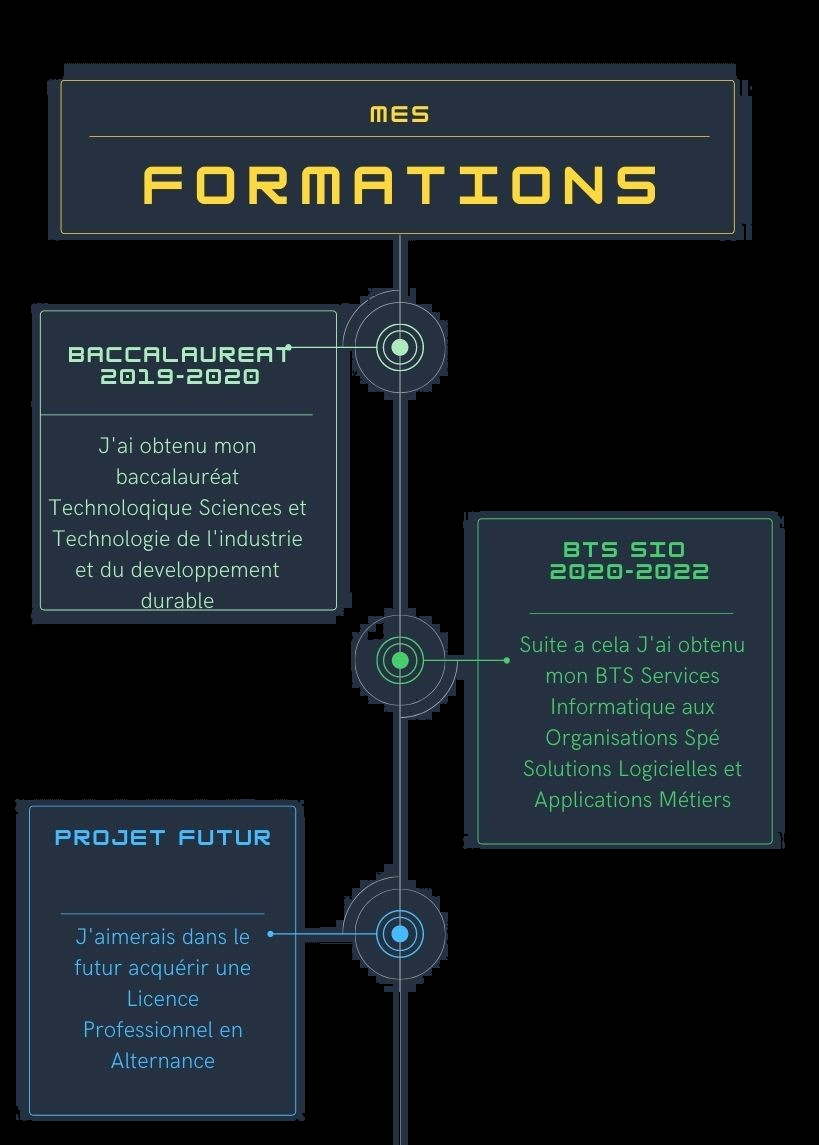 MES
FORMATIONS
BACCALAUREAT
2019-2020
J'ai obtenu mon
baccalauréat
Technoloqique Sciences et
Technologie de l'industrie
et du developpement
durable
BTS SIO
2020-2022
Suite a cela J'ai obtenu
mon BTS Services
Informatique aux
Organisations Spé
Solutions Logicielles et
Applications Métiers
PROJET FUTUR
J'aimerais dans le
futur acquérir une
Licence
Professionnel en
Alternance